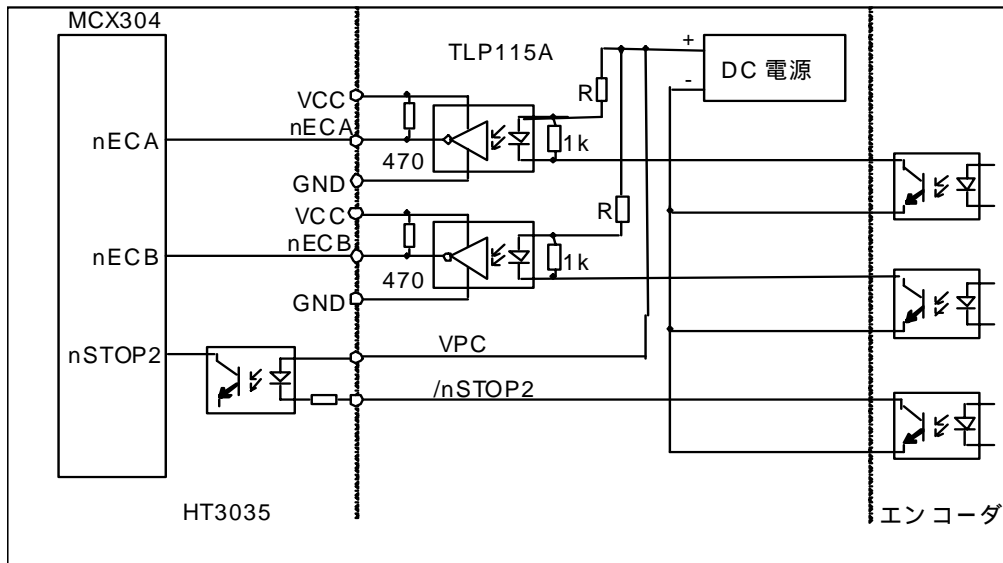 MCX304
TLP115A
+
DC 電源
-
VCC
R
nECA
nECA
470
1k
GND
VCC
R
nECB
nECB
470
1k
GND
VPC
nSTOP2
/nSTOP2
HT3035
エンコーダ